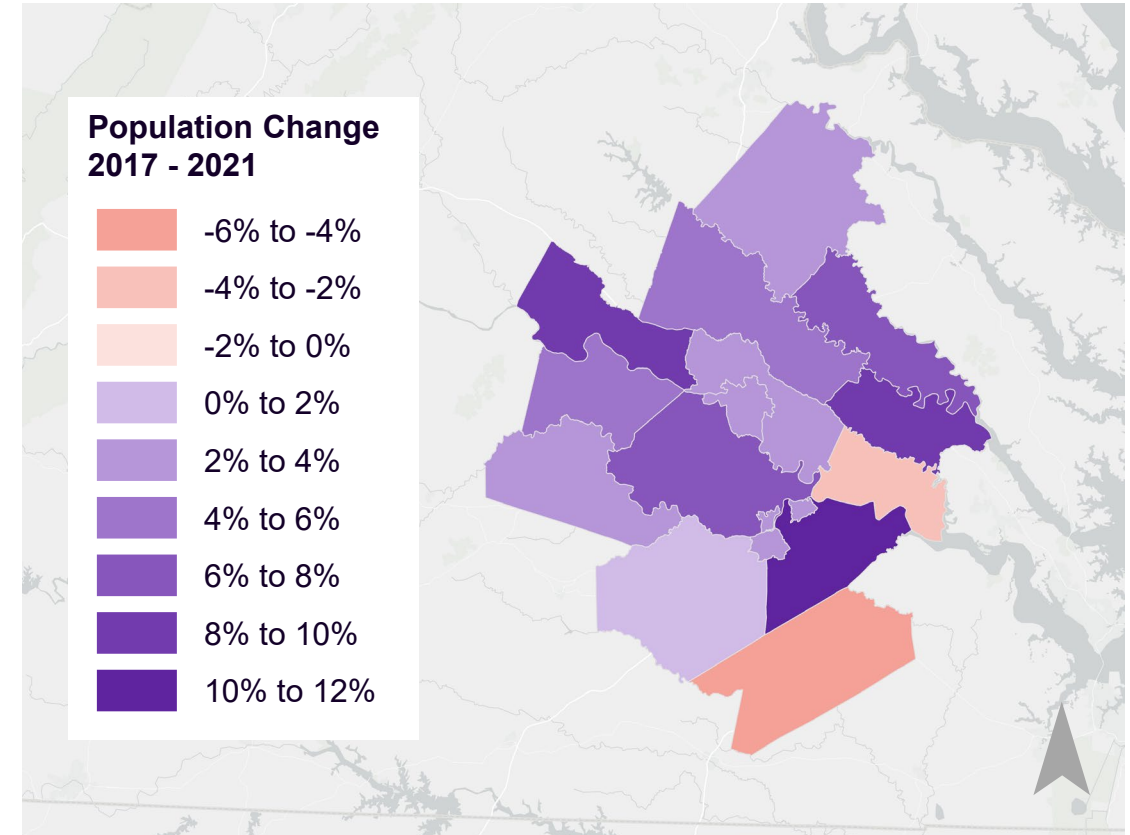 Population Change
2017 - 2021
-6% to -4%
-4% to -2%
-2% to 0%
0% to 2%
2% to 4%
4% to 6%
6% to 8%
8% to 10%
10% to 12%